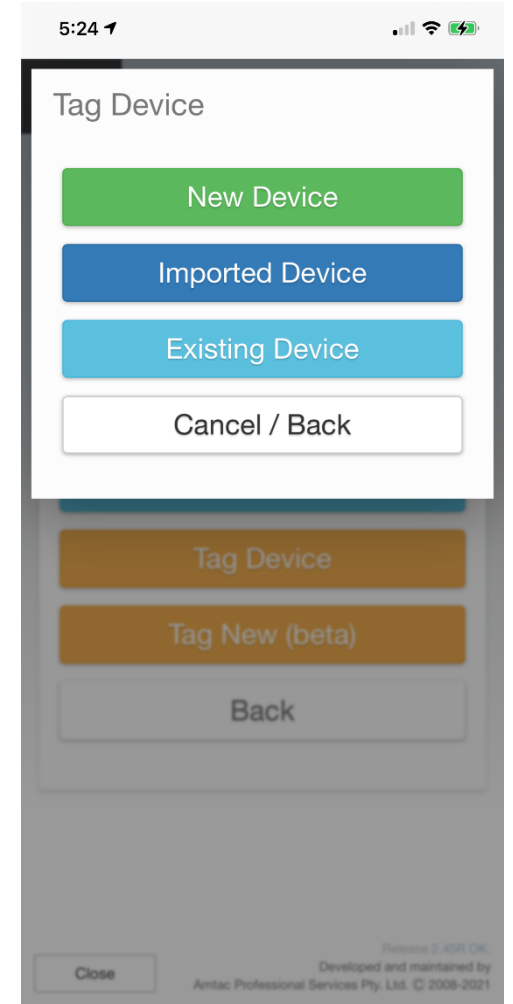 5:24
Tag Device
New Device
Imported Device
Existing Device
Cancel / Back
Tag Device
Tag New (beta)
Back
Release 2.45R OK.
Close
Developed and maintained by
Amtac Professional Services Pty. Ltd. © 2008-2021